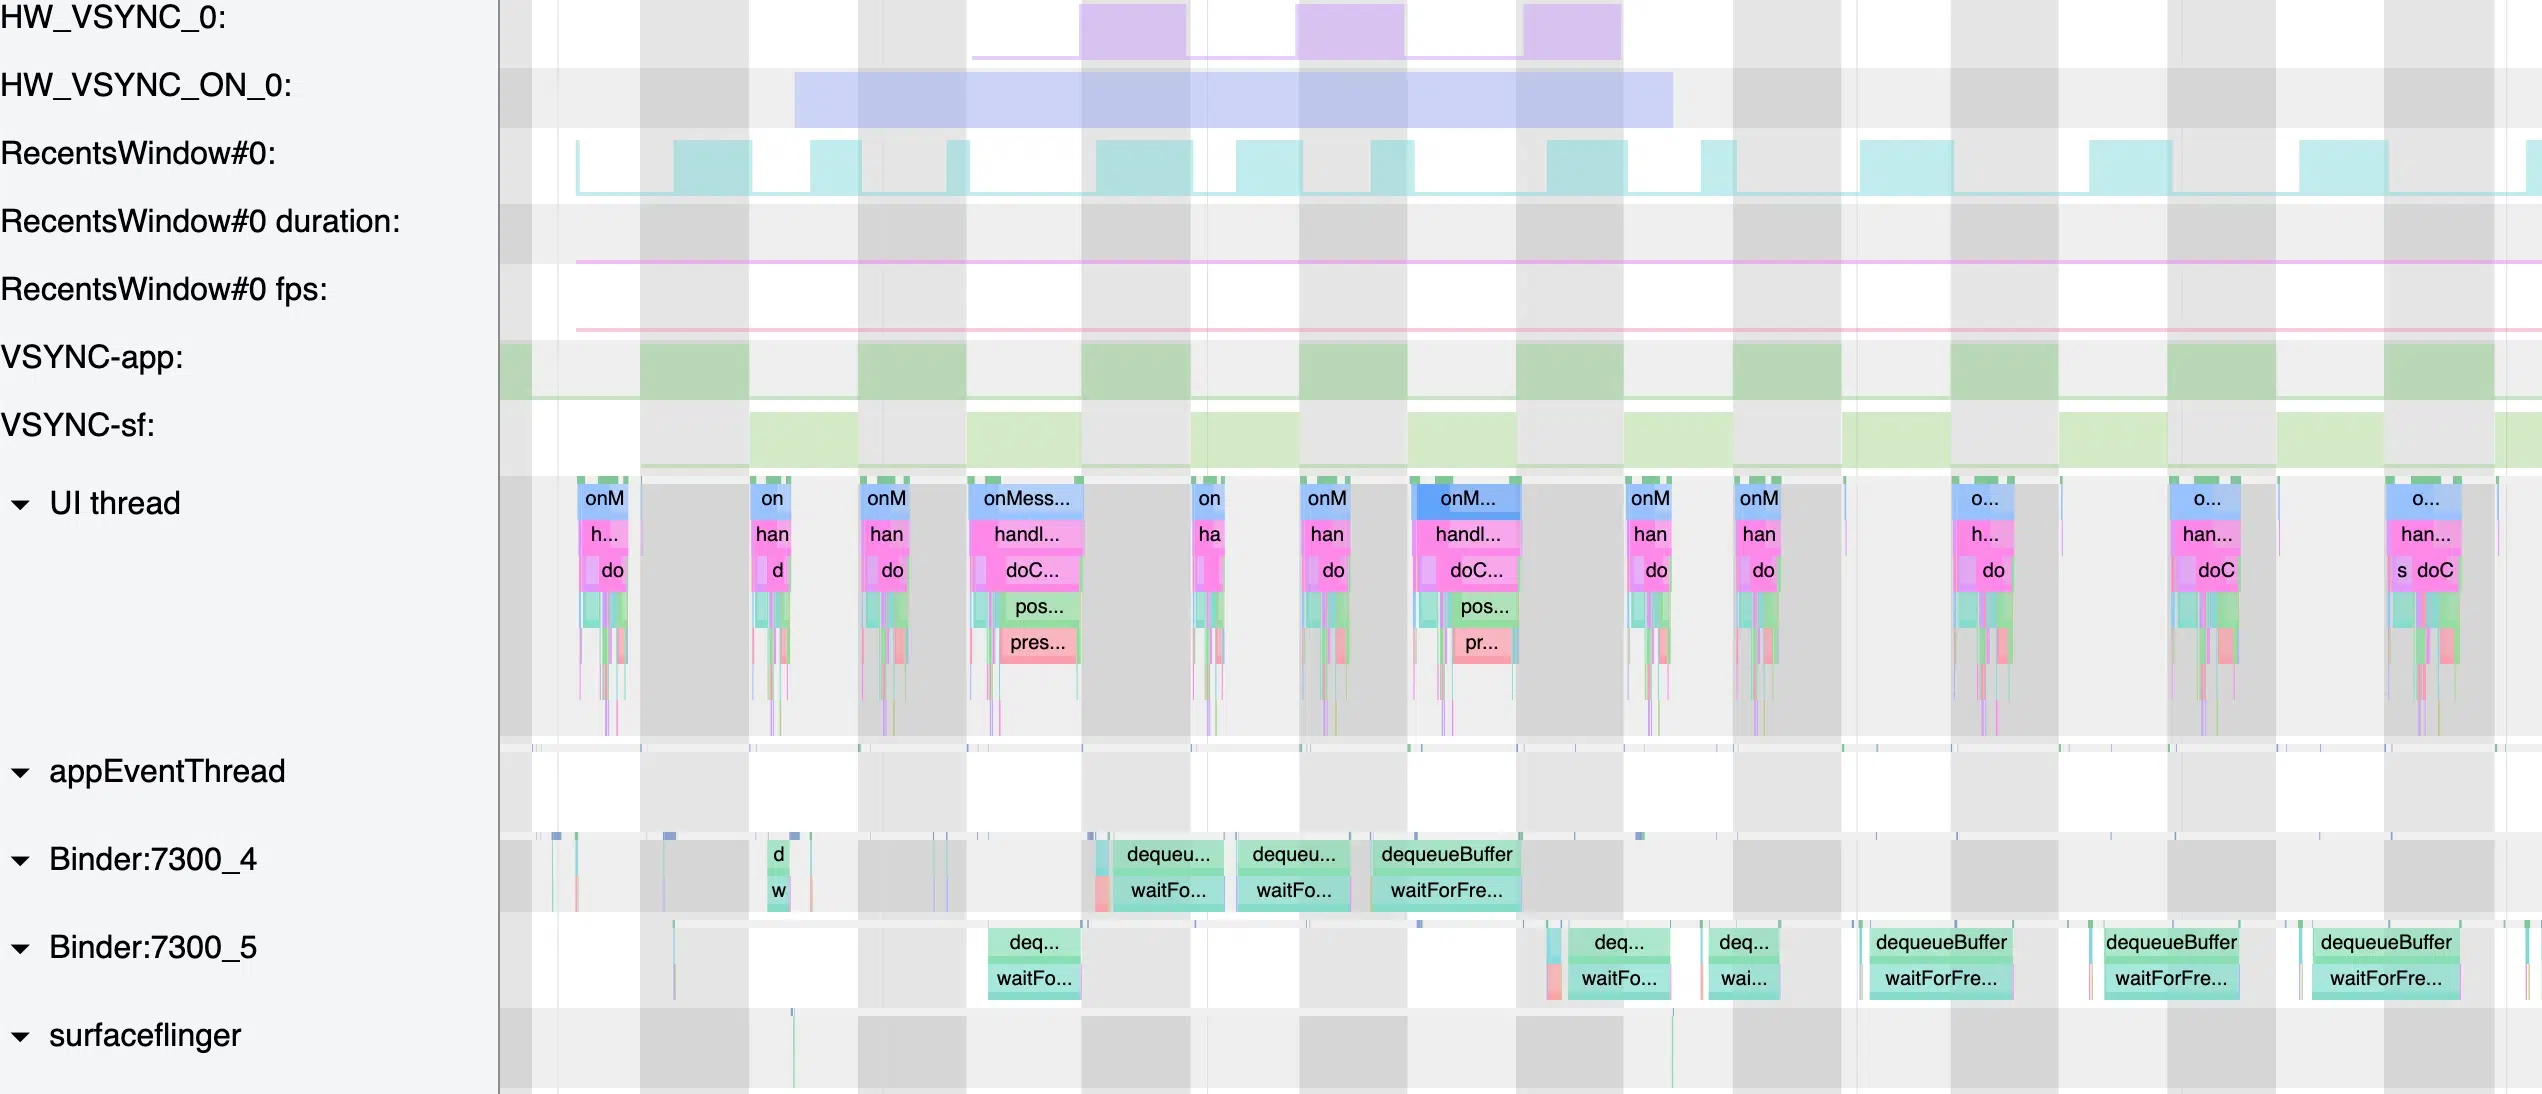 HW_VSYNC_0:
HW_VSYNC_ON_0:
RecentsWindow#0:
RecentsWindow#0 duration:
RecentsWindow#0 fps:
VSYNC-app:
VSYNC-sf:
UI thread
onM on onM onMess... on onM onM... onM onM o... o... o...
h... han han handl... ha han handl... han han h... han... han...
do d do doC... do doC... do do do doC s doC
pos... pos...
pres... pr...
appEventThread
Binder:7300_4
d dequeu... dequeu... dequeueBuffer
w waitFo... waitFo... waitForFre...
Binder:7300_5
deq... deq... deq... dequeueBuffer dequeueBuffer dequeueBuffer
waitFo... waitFo... wai... waitForFre... waitForFre... waitForFre...
surfaceflinger